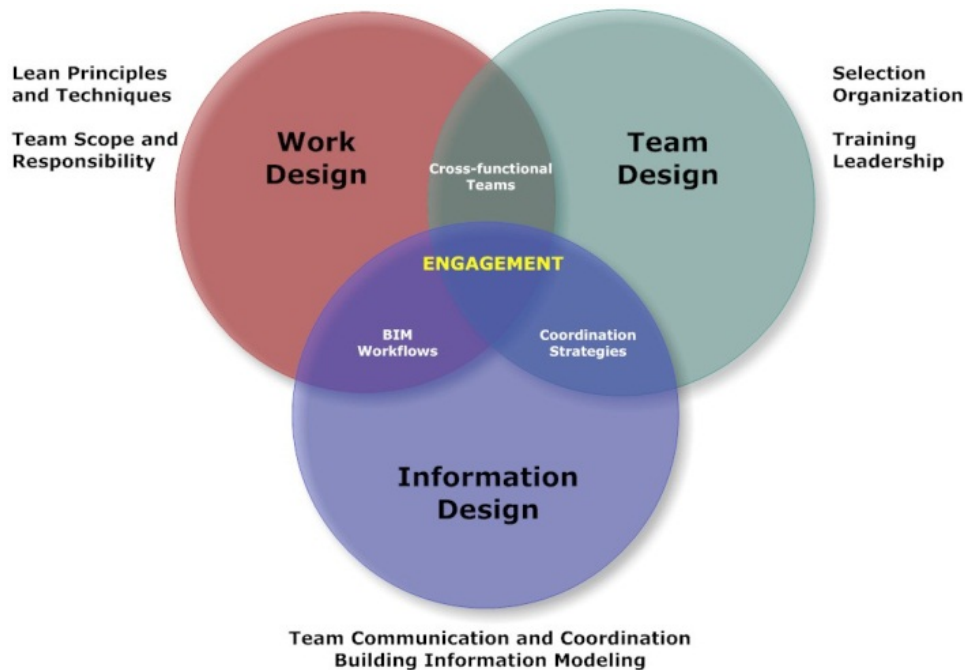 Lean Principles
and Techniques
Team Scope and
Responsibility
Work
Design
Cross-functional
Teams
Team
Design
Selection
Organization
Training
Leadership
ENGAGEMENT
BIM
Workflows
Coordination
Strategies
Information
Design
Team Communication and Coordination
Building Information Modeling